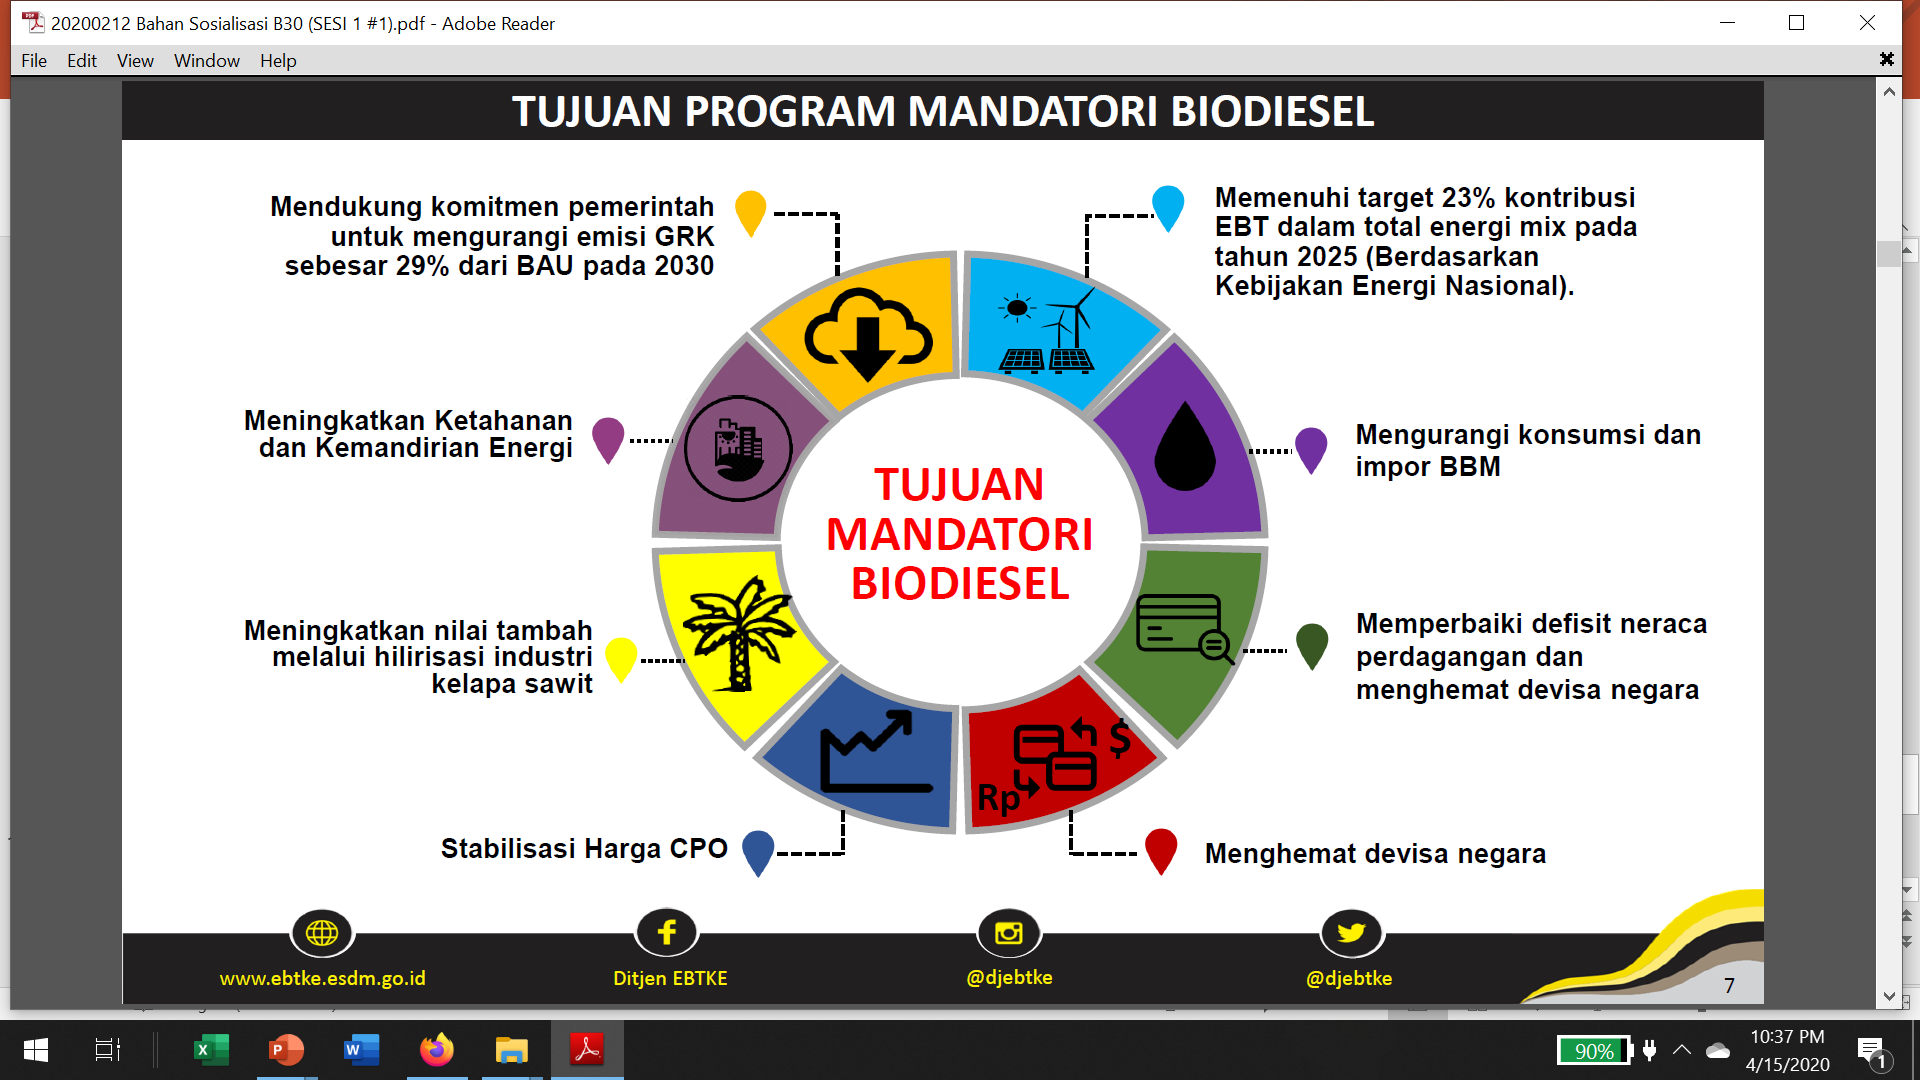 20200212 Bahan Sosialisasi B30 (SESI 1 #1).pdf - Adobe Reader
File Edit View Window Help
TUJUAN PROGRAM MANDATORI BIODIESEL
Mendukung komitmen pemerintah
untuk mengurangi emisi GRK
sebesar 29% dari BAU pada 2030
Memenuhi target 23% kontribusi
EBT dalam total energi mix pada
tahun 2025 (Berdasarkan
Kebijakan Energi Nasional).
Meningkatkan Ketahanan
dan Kemandirian Energi
Mengurangi konsumsi dan
impor BBM
TUJUAN
MANDATORI
BIODIESEL
Meningkatkan nilai tambah
melalui hilirisasi industri
kelapa sawit
Memperbaiki defisit neraca
perdagangan dan
menghemat devisa negara
$
Rp
Stabilisasi Harga CPO
Menghemat devisa negara
www.ebtke.esdm.go.id
Ditjen EBTKE
@djebtke
@djebtke
7
90%
10:37 PM
4/15/2020
1